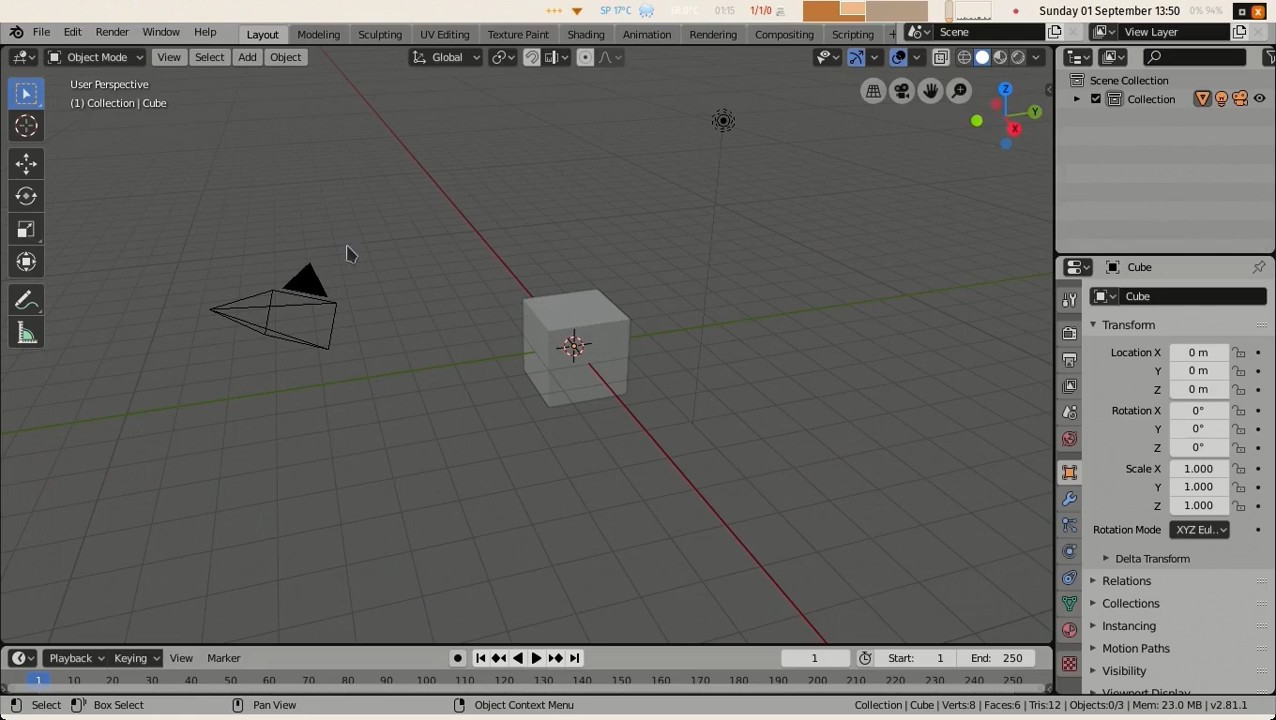 SP 17°C 58.0°C 01:15 1/1/0 Sunday 01 September 13:50 0% 94%
File Edit Render Window Help Layout Modeling Sculpting UV Editing Texture Paint Shading Animation Rendering Compositing Scripting + Scene View Layer
Object Mode View Select Add Object Global
User Perspective
(1) Collection | Cube
Z
Y
X
Scene Collection
Collection
Cube
Cube
Transform
Location X 0 m
Y 0 m
Z 0 m
Rotation X 0°
Y 0°
Z 0°
Scale X 1.000
Y 1.000
Z 1.000
Rotation Mode XYZ Eul..
Delta Transform
Relations
Collections
Instancing
Motion Paths
Visibility
Viewport Display
Playback Keying View Marker 1 Start: 1 End: 250
1 10 20 30 40 50 60 70 80 90 100 110 120 130 140 150 160 170 180 190 200 210 220 230 240 250
Select Box Select Pan View Object Context Menu Collection | Cube | Verts:8 | Faces:6 | Tris:12 | Objects:0/3 | Mem: 23.0 MB | v2.81.1